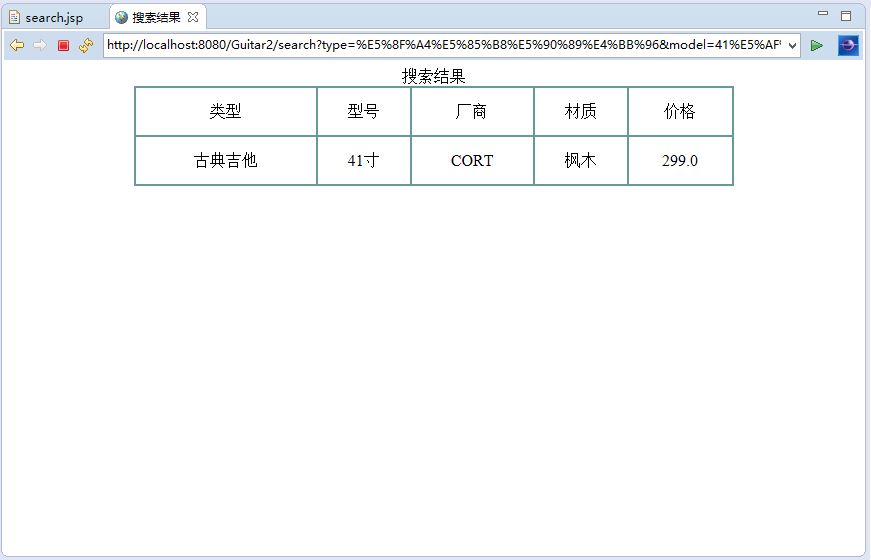 search.jsp 搜索结果
http://localhost:8080/Guitar2/search?type=%E5%8F%A4%E5%85%B8%E5%90%89%E4%BB%96&model=41%E5%AF%
搜索结果
类型 型号 厂商 材质 价格
古典吉他 41寸 CORT 枫木 299.0